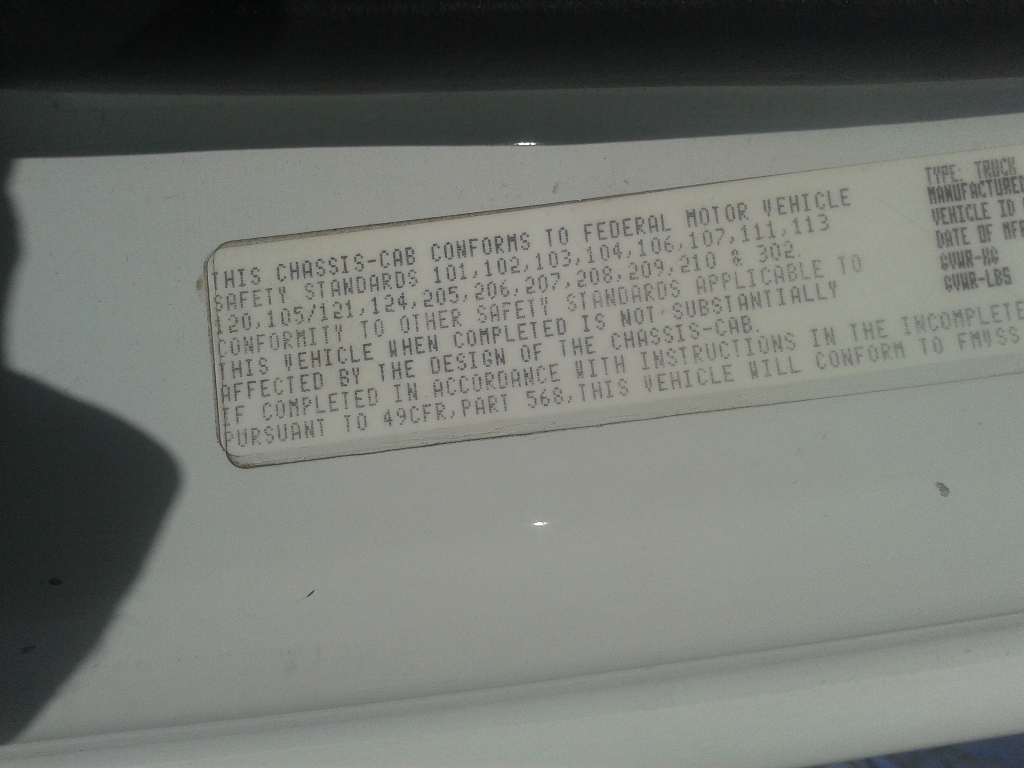 THIS CHASSIS-CAB CONFORMS TO FEDERAL MOTOR VEHICLE
SAFETY STANDARDS 101,102,103,104,106,107,111,113
120,105/121,124,205,206,207,208,209,210 & 302.
CONFORMITY TO OTHER SAFETY STANDARDS APPLICABLE TO
THIS VEHICLE WHEN COMPLETED IS NOT SUBSTANTIALLY
AFFECTED BY THE DESIGN OF THE CHASSIS-CAB.
IF COMPLETED IN ACCORDANCE WITH INSTRUCTIONS IN THE INCOMPLETE
PURSUANT TO 49CFR,PART 568,THIS VEHICLE WILL CONFORM TO FMVSS
TYPE: TRUCK
MANUFACTURED
VEHICLE ID
DATE OF MFR
GVWR-KG
GVWR-LBS